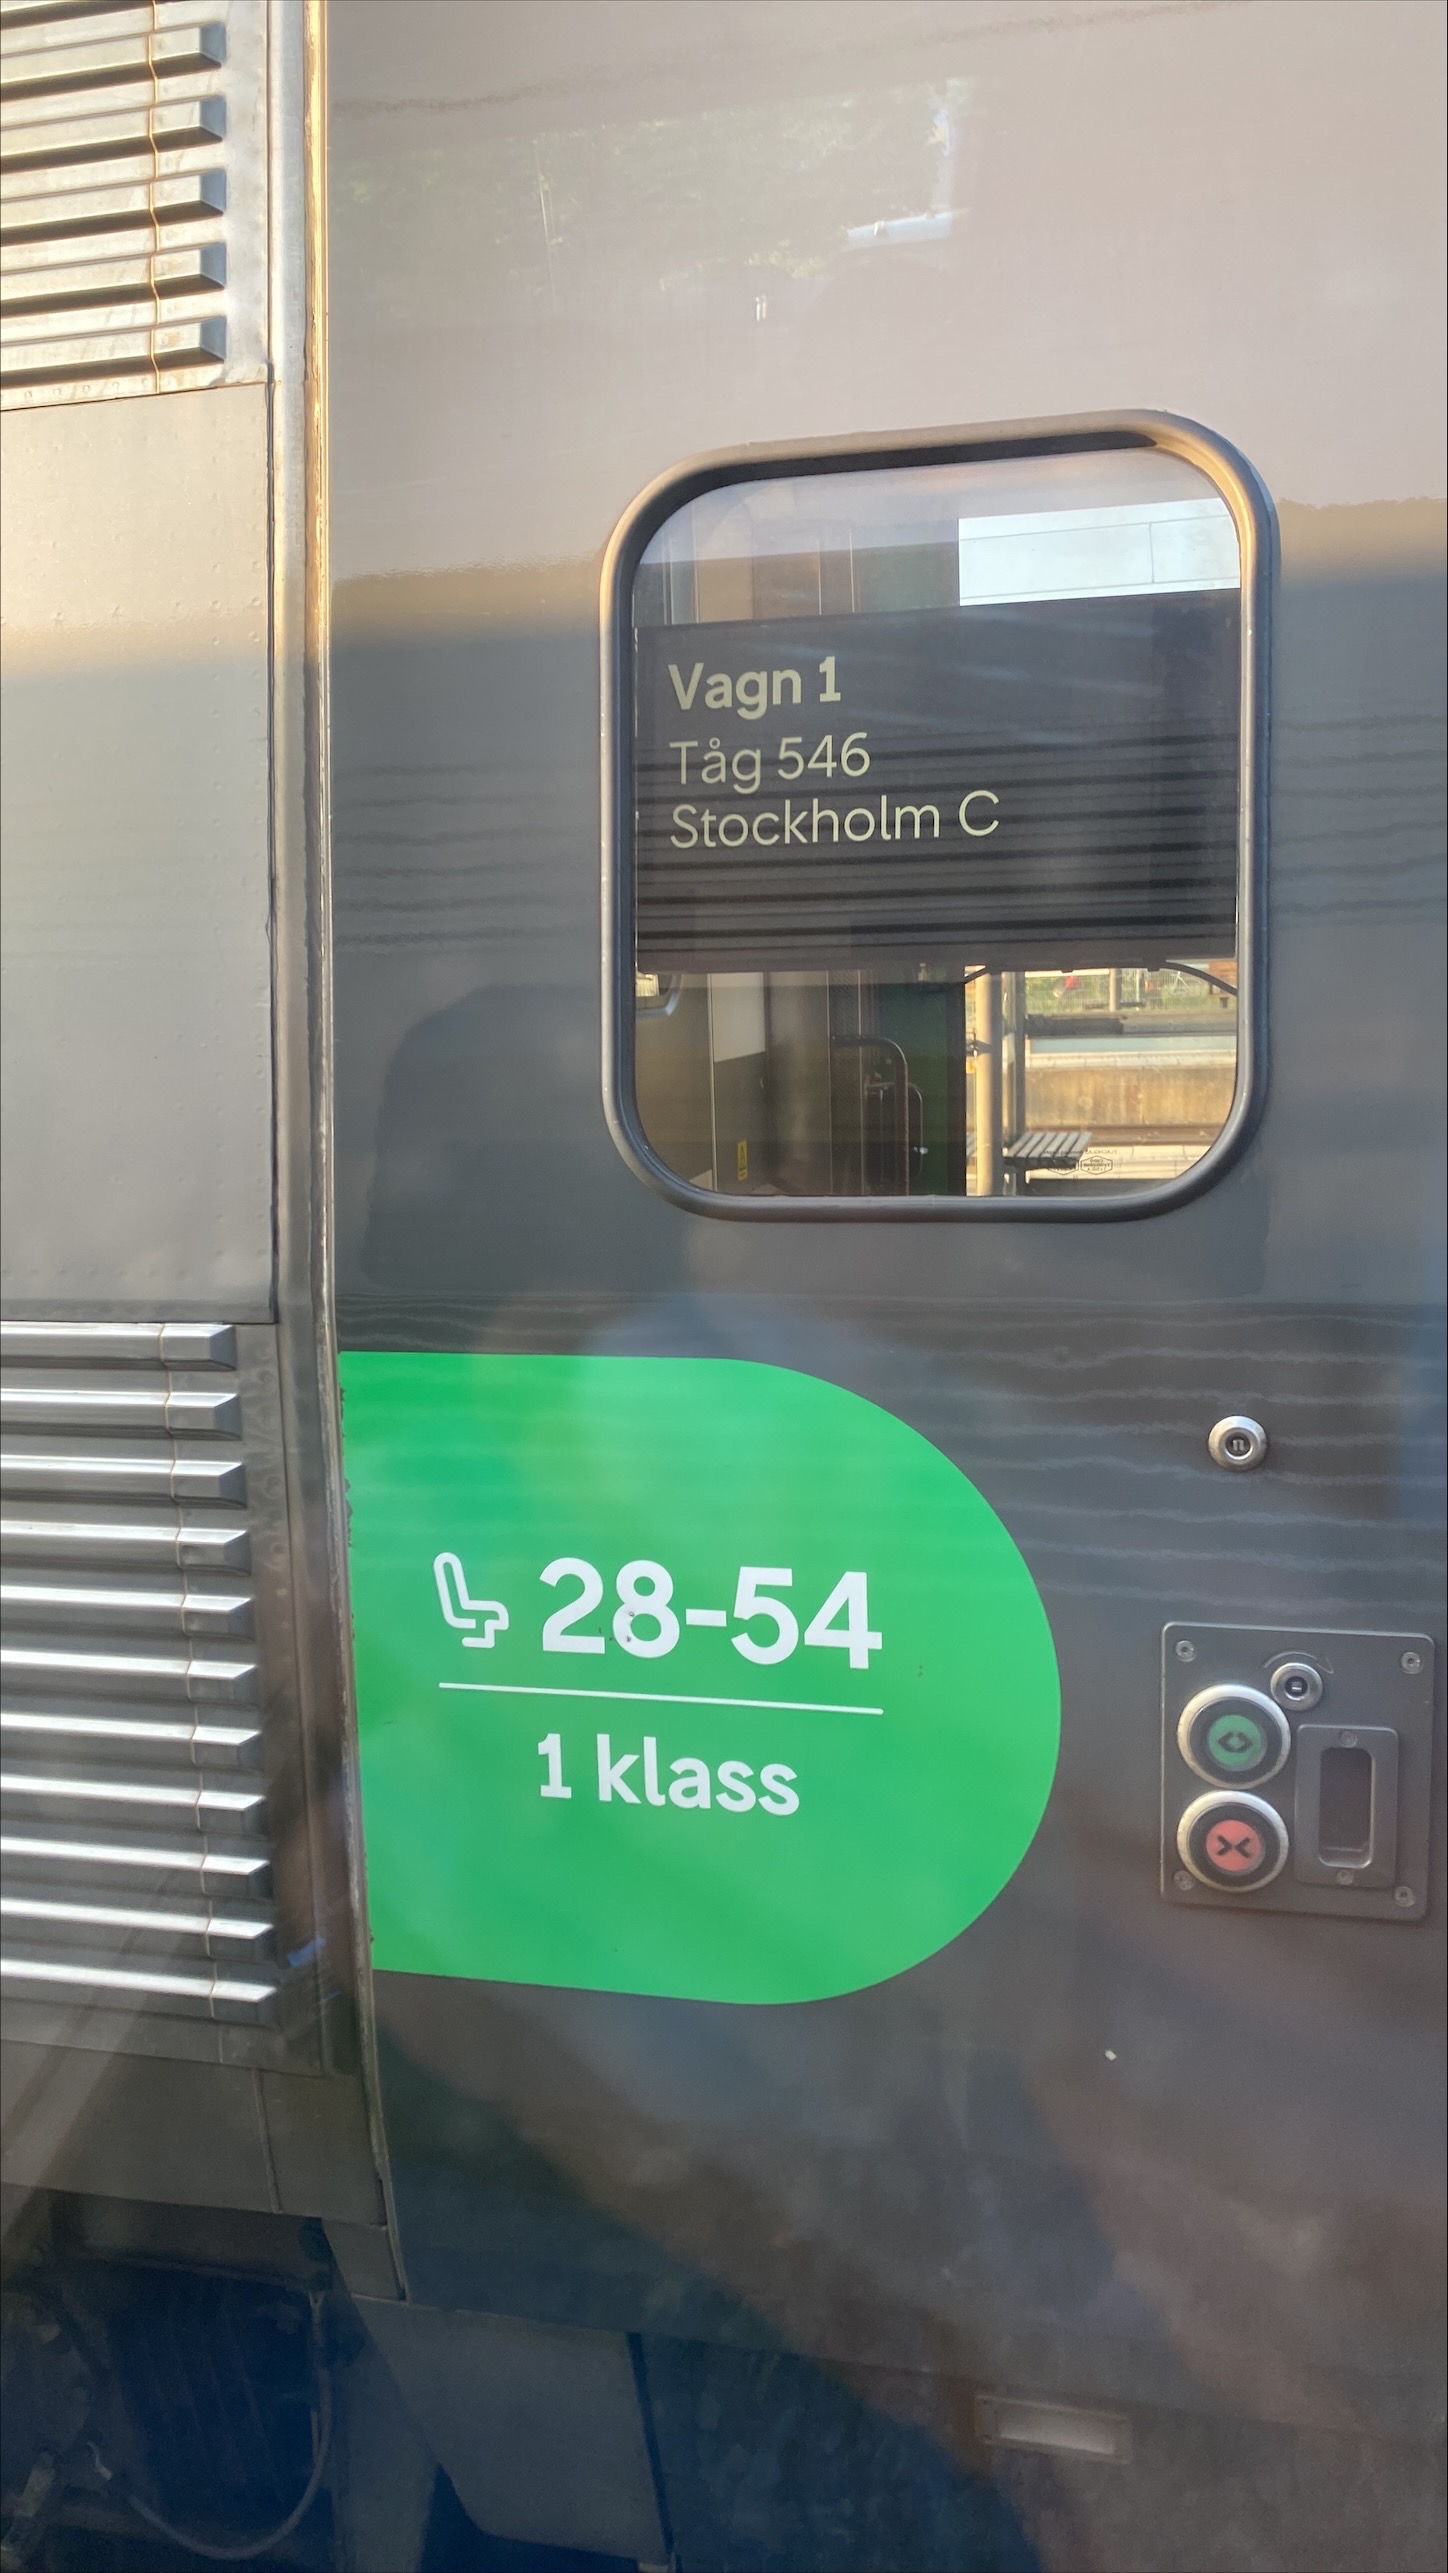 Vagn 1
Tåg 546
Stockholm C
28-54
1 klass